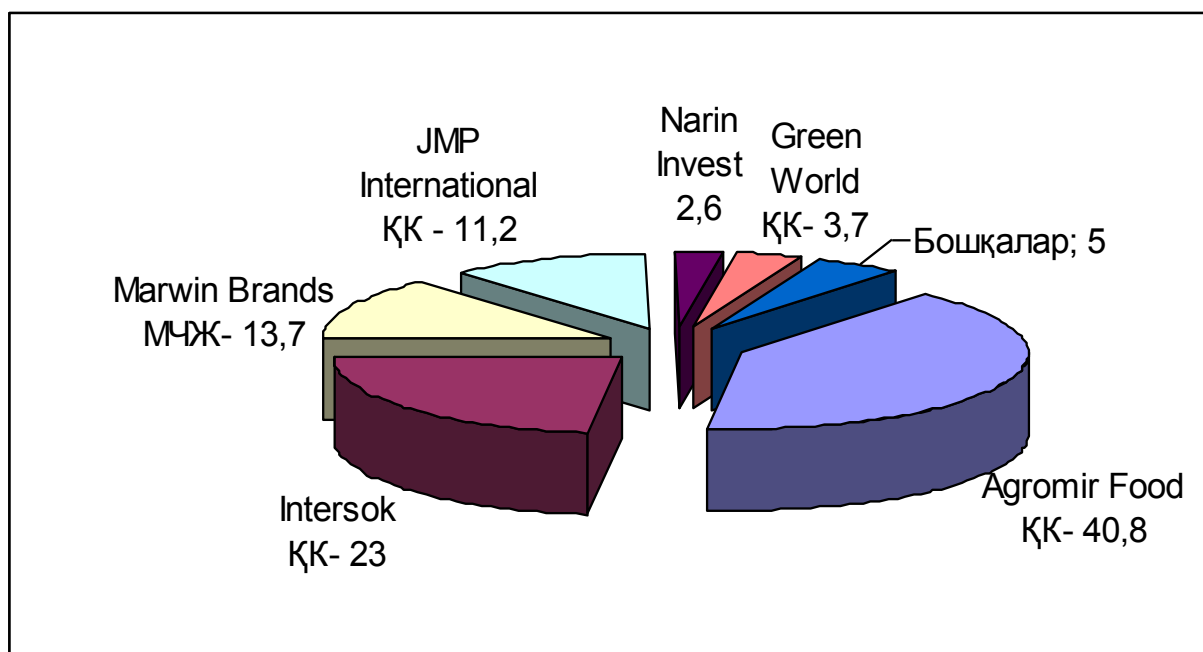 Narin
Invest
2,6
Green
World
ҚК- 3,7
JMP
International
ҚК - 11,2
Бошқалар; 5
Marwin Brands
МЧЖ- 13,7
Agromir Food
ҚК- 40,8
Intersok
ҚК- 23